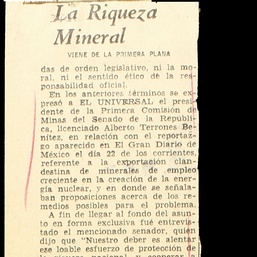 La Riqueza
Mineral
VIENE DE LA PRIMERA PLANA
das de orden legislativo, ni la mo-
ral, ni el sentido ético de la res-
ponsabilidad oficial.
En los anteriores términos se ex-
presó a EL UNIVERSAL el presi-
dente de la Primera Comisión de
Minas del Senado de la Repúbli-
ca, licenciado Alberto Terrones Be-
nítez, en relación con el reporta-
zgo aparecido en El Gran Diario de
México el día 22 de los corrientes,
referente a la exportación clan-
destina de minerales de empleo
creciente en la creación de la ener-
gía nuclear, y en donde se señala-
ban proposiciones acerca de los re-
medios posibles para el problema.
A fin de llegar al fondo del asun-
to en forma exclusiva fué entrevis-
tado el mencionado senador, quien
dijo que "Nuestro deber es alentar
ese loable esfuerzo de protección de